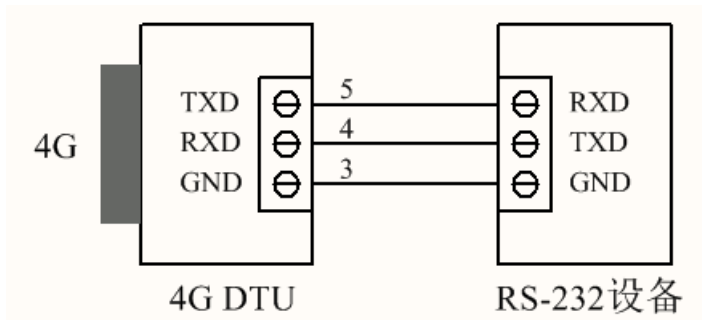 TXD 5 RXD
4G RXD 4 TXD
GND 3 GND
4G DTU RS-232设备